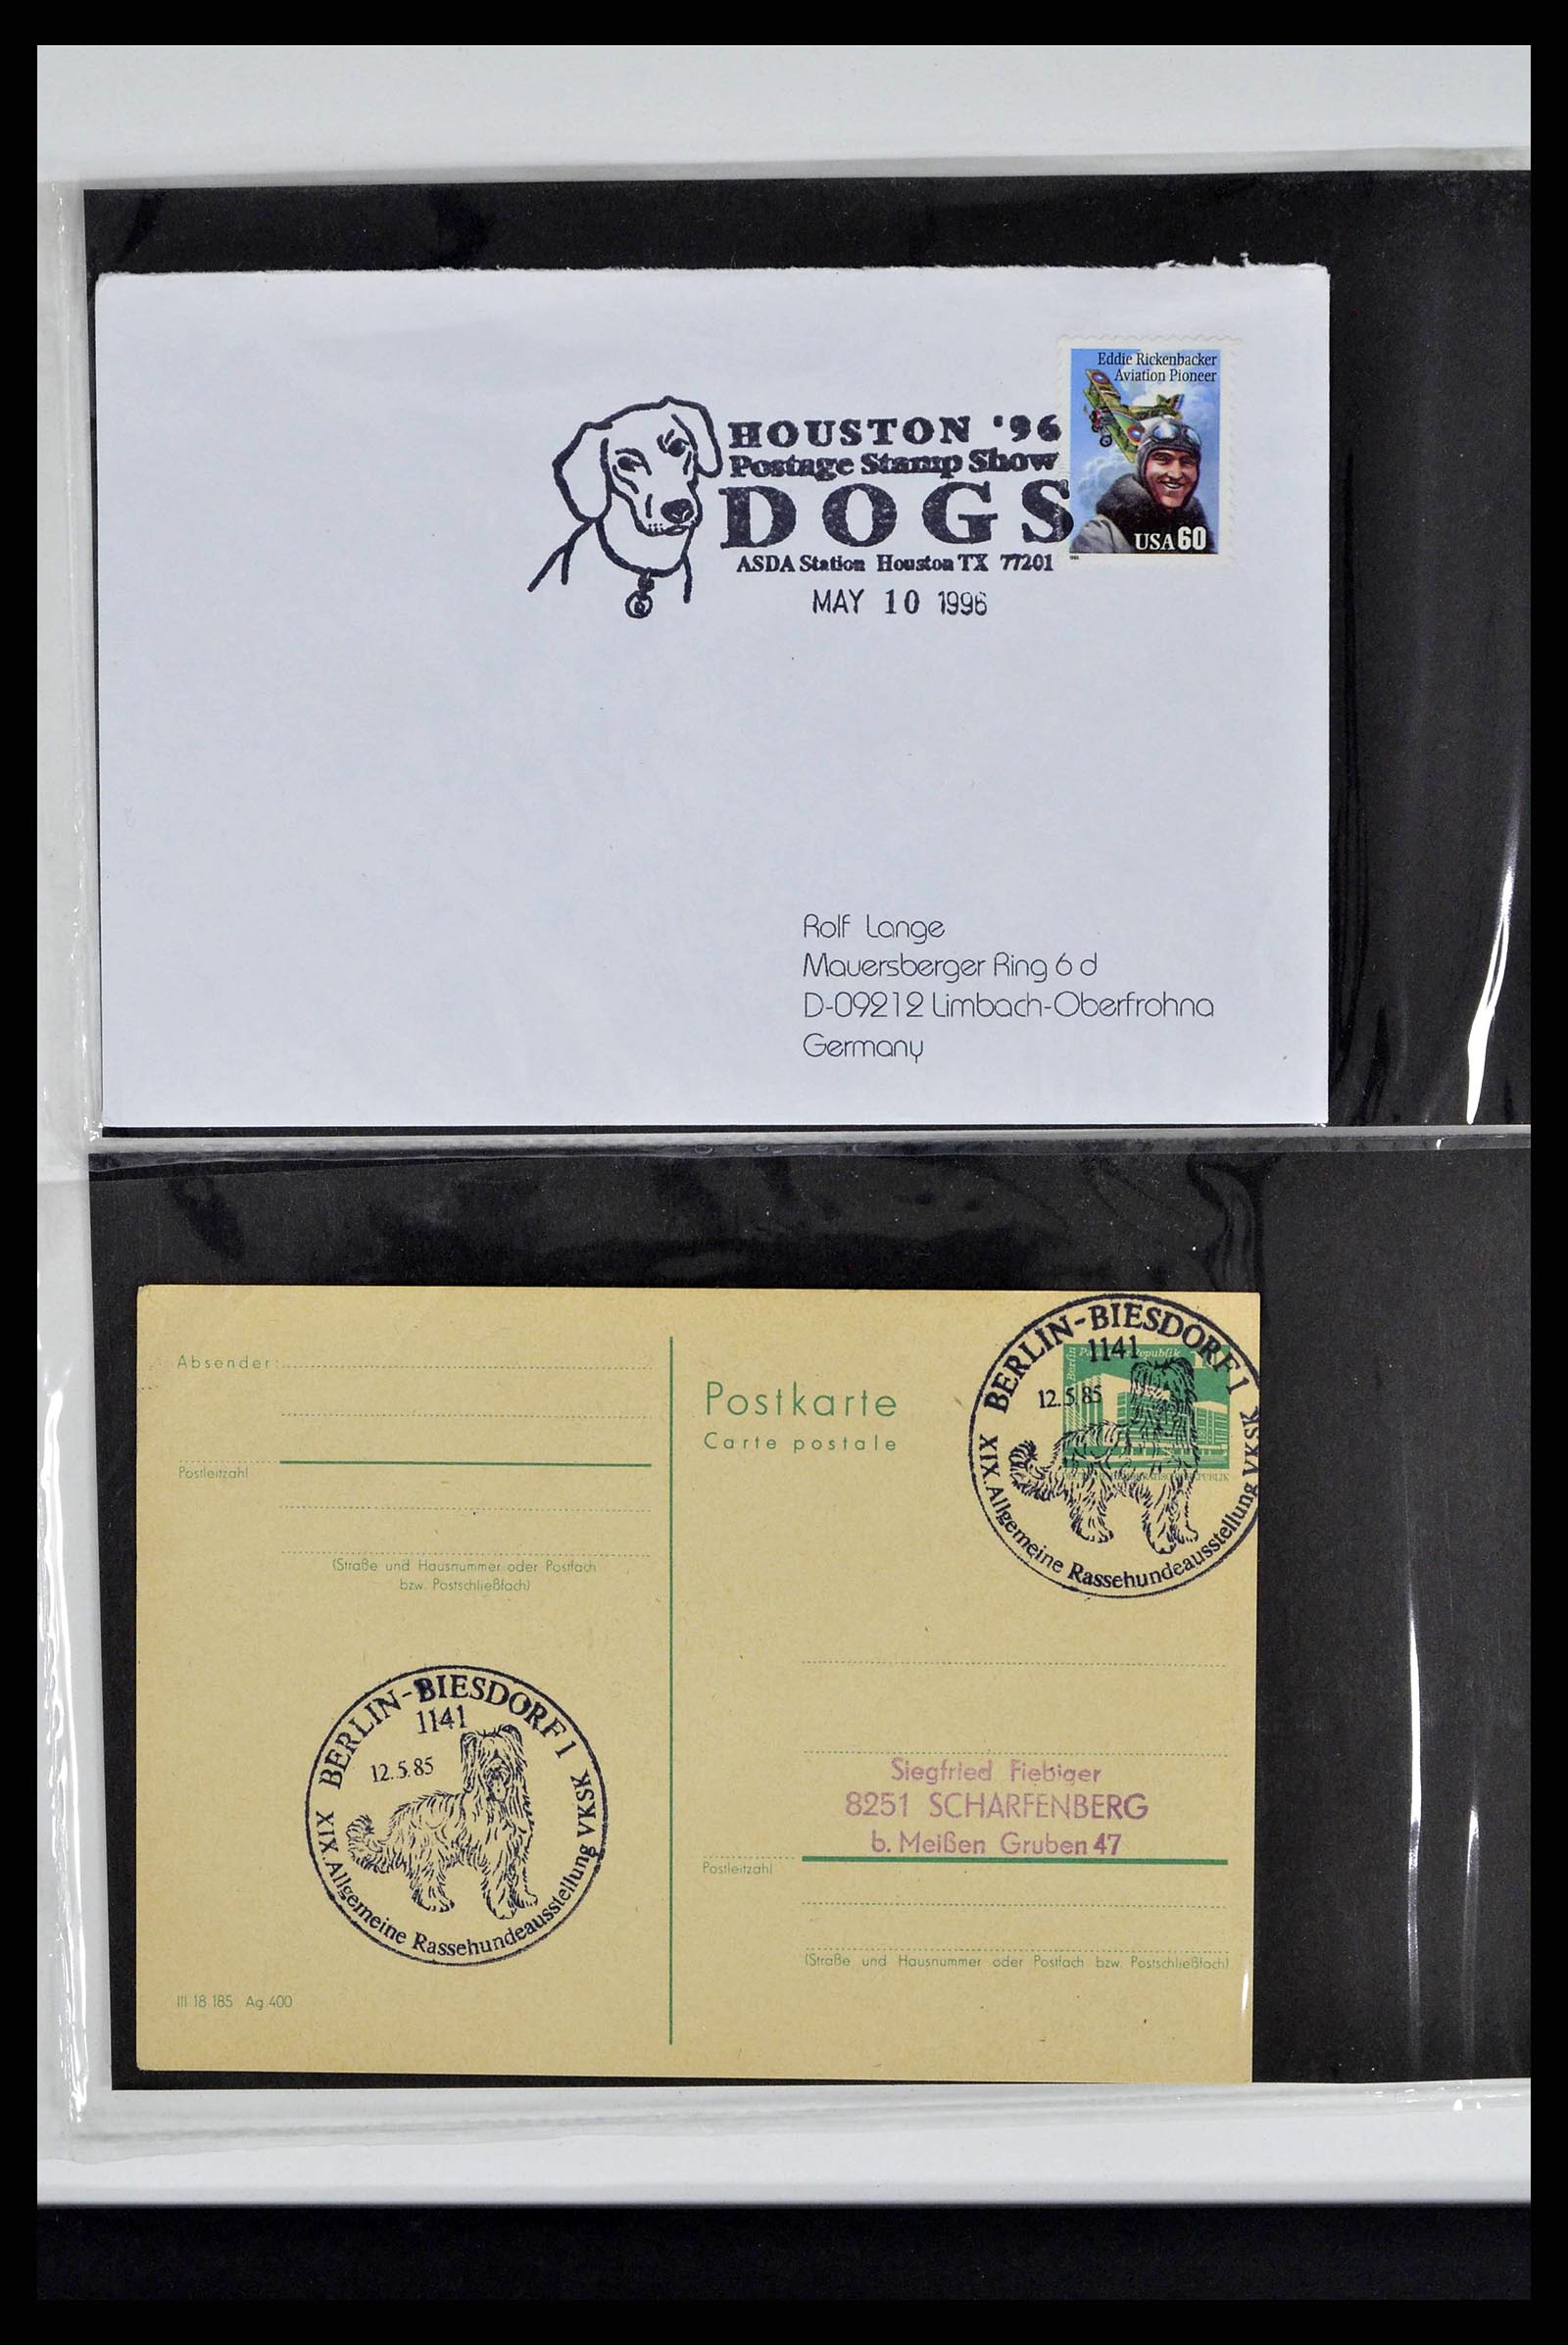 Eddie Rickenbacker
Aviation Pioneer
USA 60
HOUSTON '96
Postage Stamp Show
DOGS
ASDA Station Houston TX 77201
MAY 10 1996
Rolf Lange
Mauersberger Ring 6 d
D-09212 Limbach-Oberfrohna
Germany
Absender:
Postleitzahl
(Straße und Hausnummer oder Postfach
bzw. Postschließfach)
Postkarte
Carte postale
BERLIN-BIESDORF 1
1141
12.5.85
XIX. Allgemeine Rassehundeausstellung VKSK
BERLIN-BIESDORF 1
1141
12.5.85
XIX. Allgemeine Rassehundeausstellung VKSK
Siegfried Fiebiger
8251 SCHARFENBERG
b. Meißen Gruben 47
Postleitzahl
(Straße und Hausnummer oder Postfach bzw. Postschließfach)
III 18 185 Ag 400